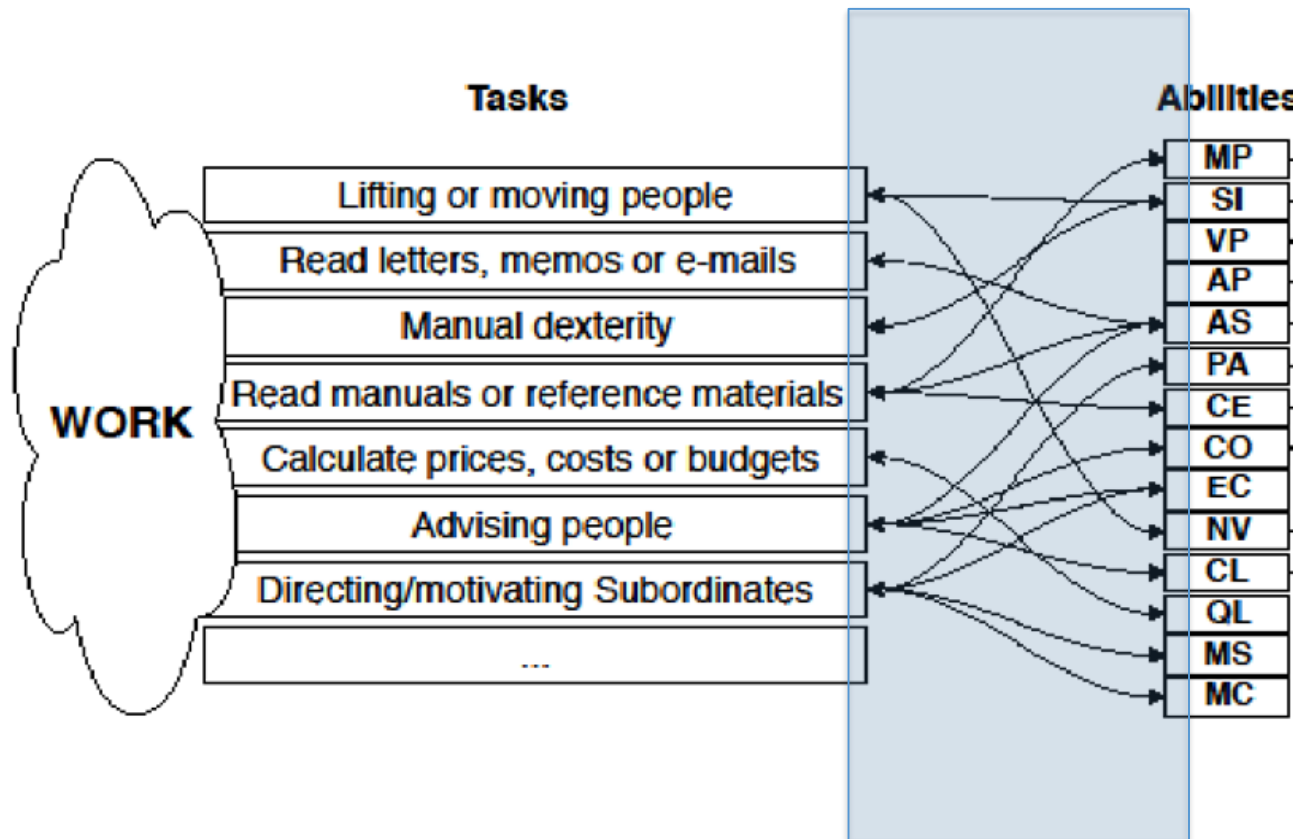 Tasks
Abilities
WORK
Lifting or moving people
Read letters, memos or e-mails
Manual dexterity
Read manuals or reference materials
Calculate prices, costs or budgets
Advising people
Directing/motivating Subordinates
...
MP
SI
VP
AP
AS
PA
CE
CO
EC
NV
CL
QL
MS
MC